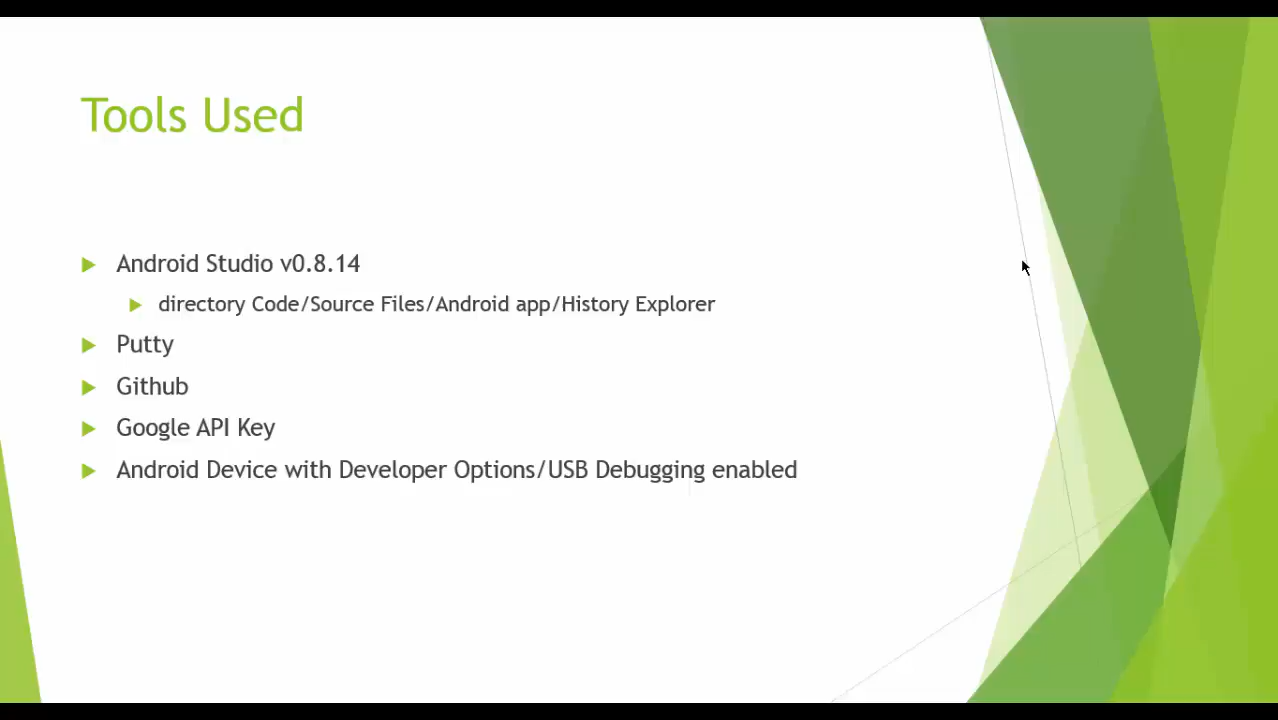 Tools Used
Android Studio v0.8.14
directory Code/Source Files/Android app/History Explorer
Putty
Github
Google API Key
Android Device with Developer Options/USB Debugging enabled